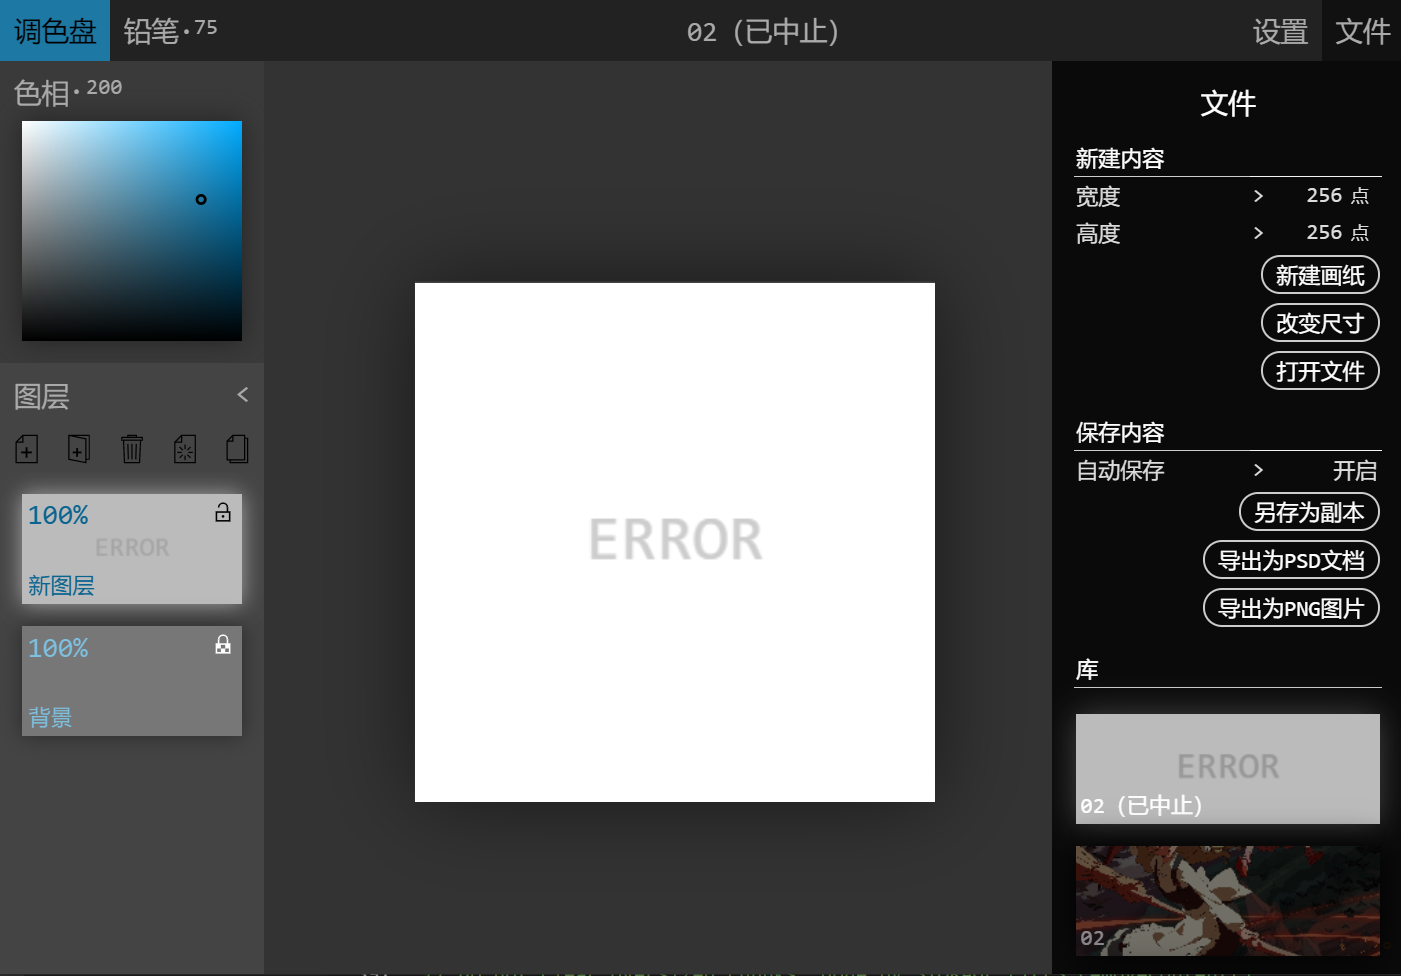 调色盘 铅笔·75 02（已中止） 设置 文件
色相·200
图层 <
100%
ERROR
新图层
100%
背景
ERROR
文件
新建内容
宽度 > 256 点
高度 > 256 点
新建画纸
改变尺寸
打开文件
保存内容
自动保存 > 开启
另存为副本
导出为PSD文档
导出为PNG图片
库
ERROR
02（已中止）
02